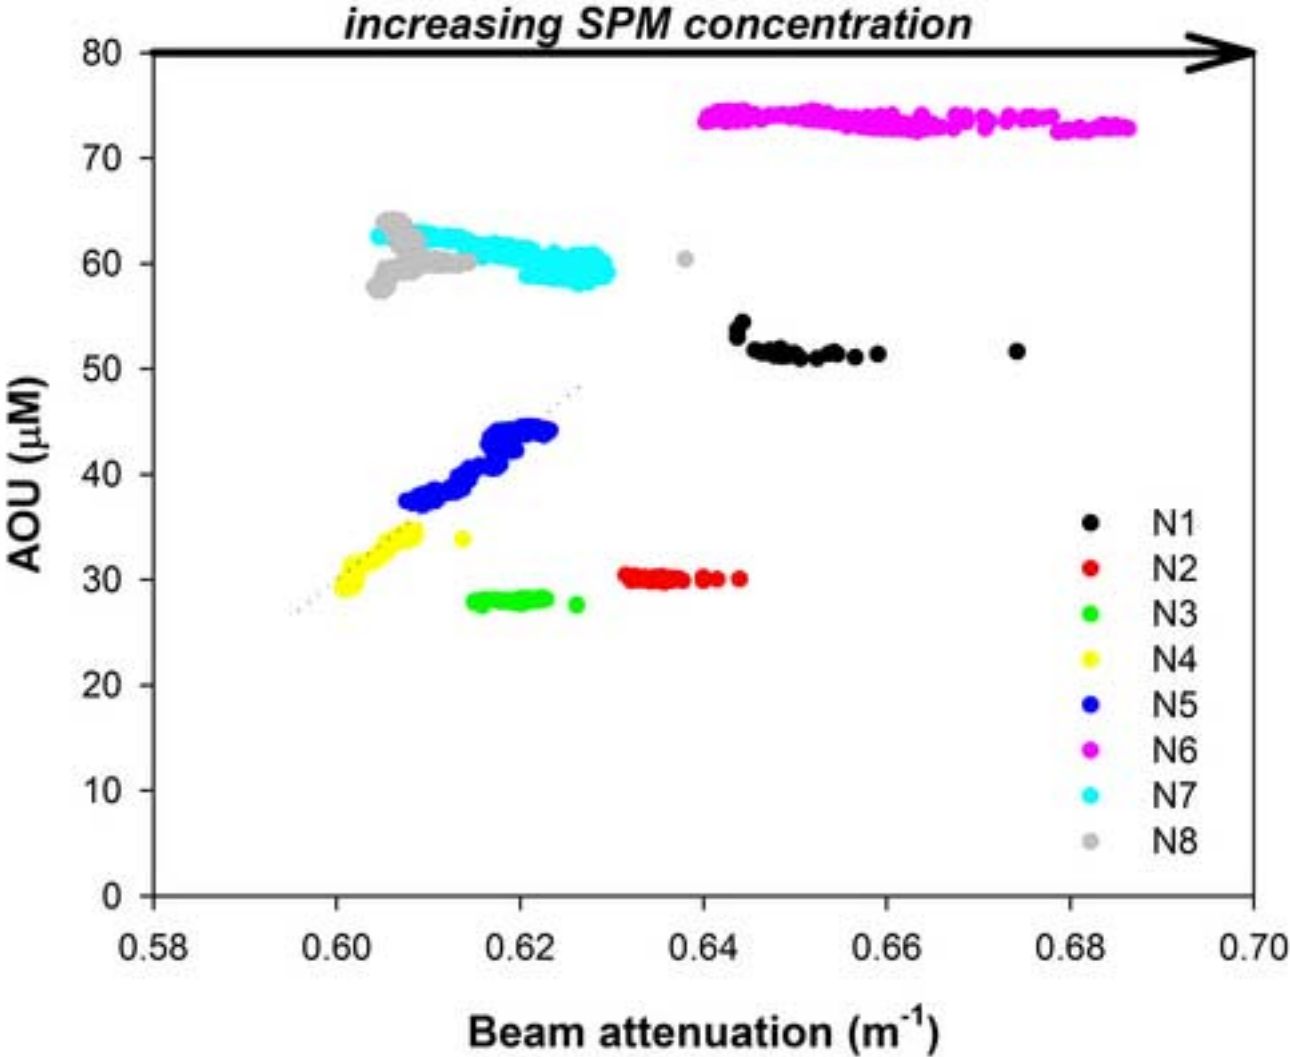 increasing SPM concentration
80
70
60
50
40
30
20
10
0
AOU (μM)
N1
N2
N3
N4
N5
N6
N7
N8
0.58 0.60 0.62 0.64 0.66 0.68 0.70
Beam attenuation (m⁻¹)